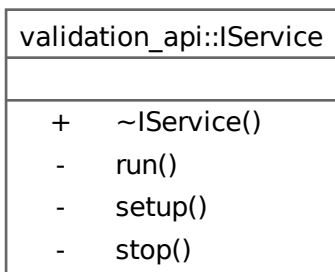 validation_api::IService
+ ~IService()
- run()
- setup()
- stop()